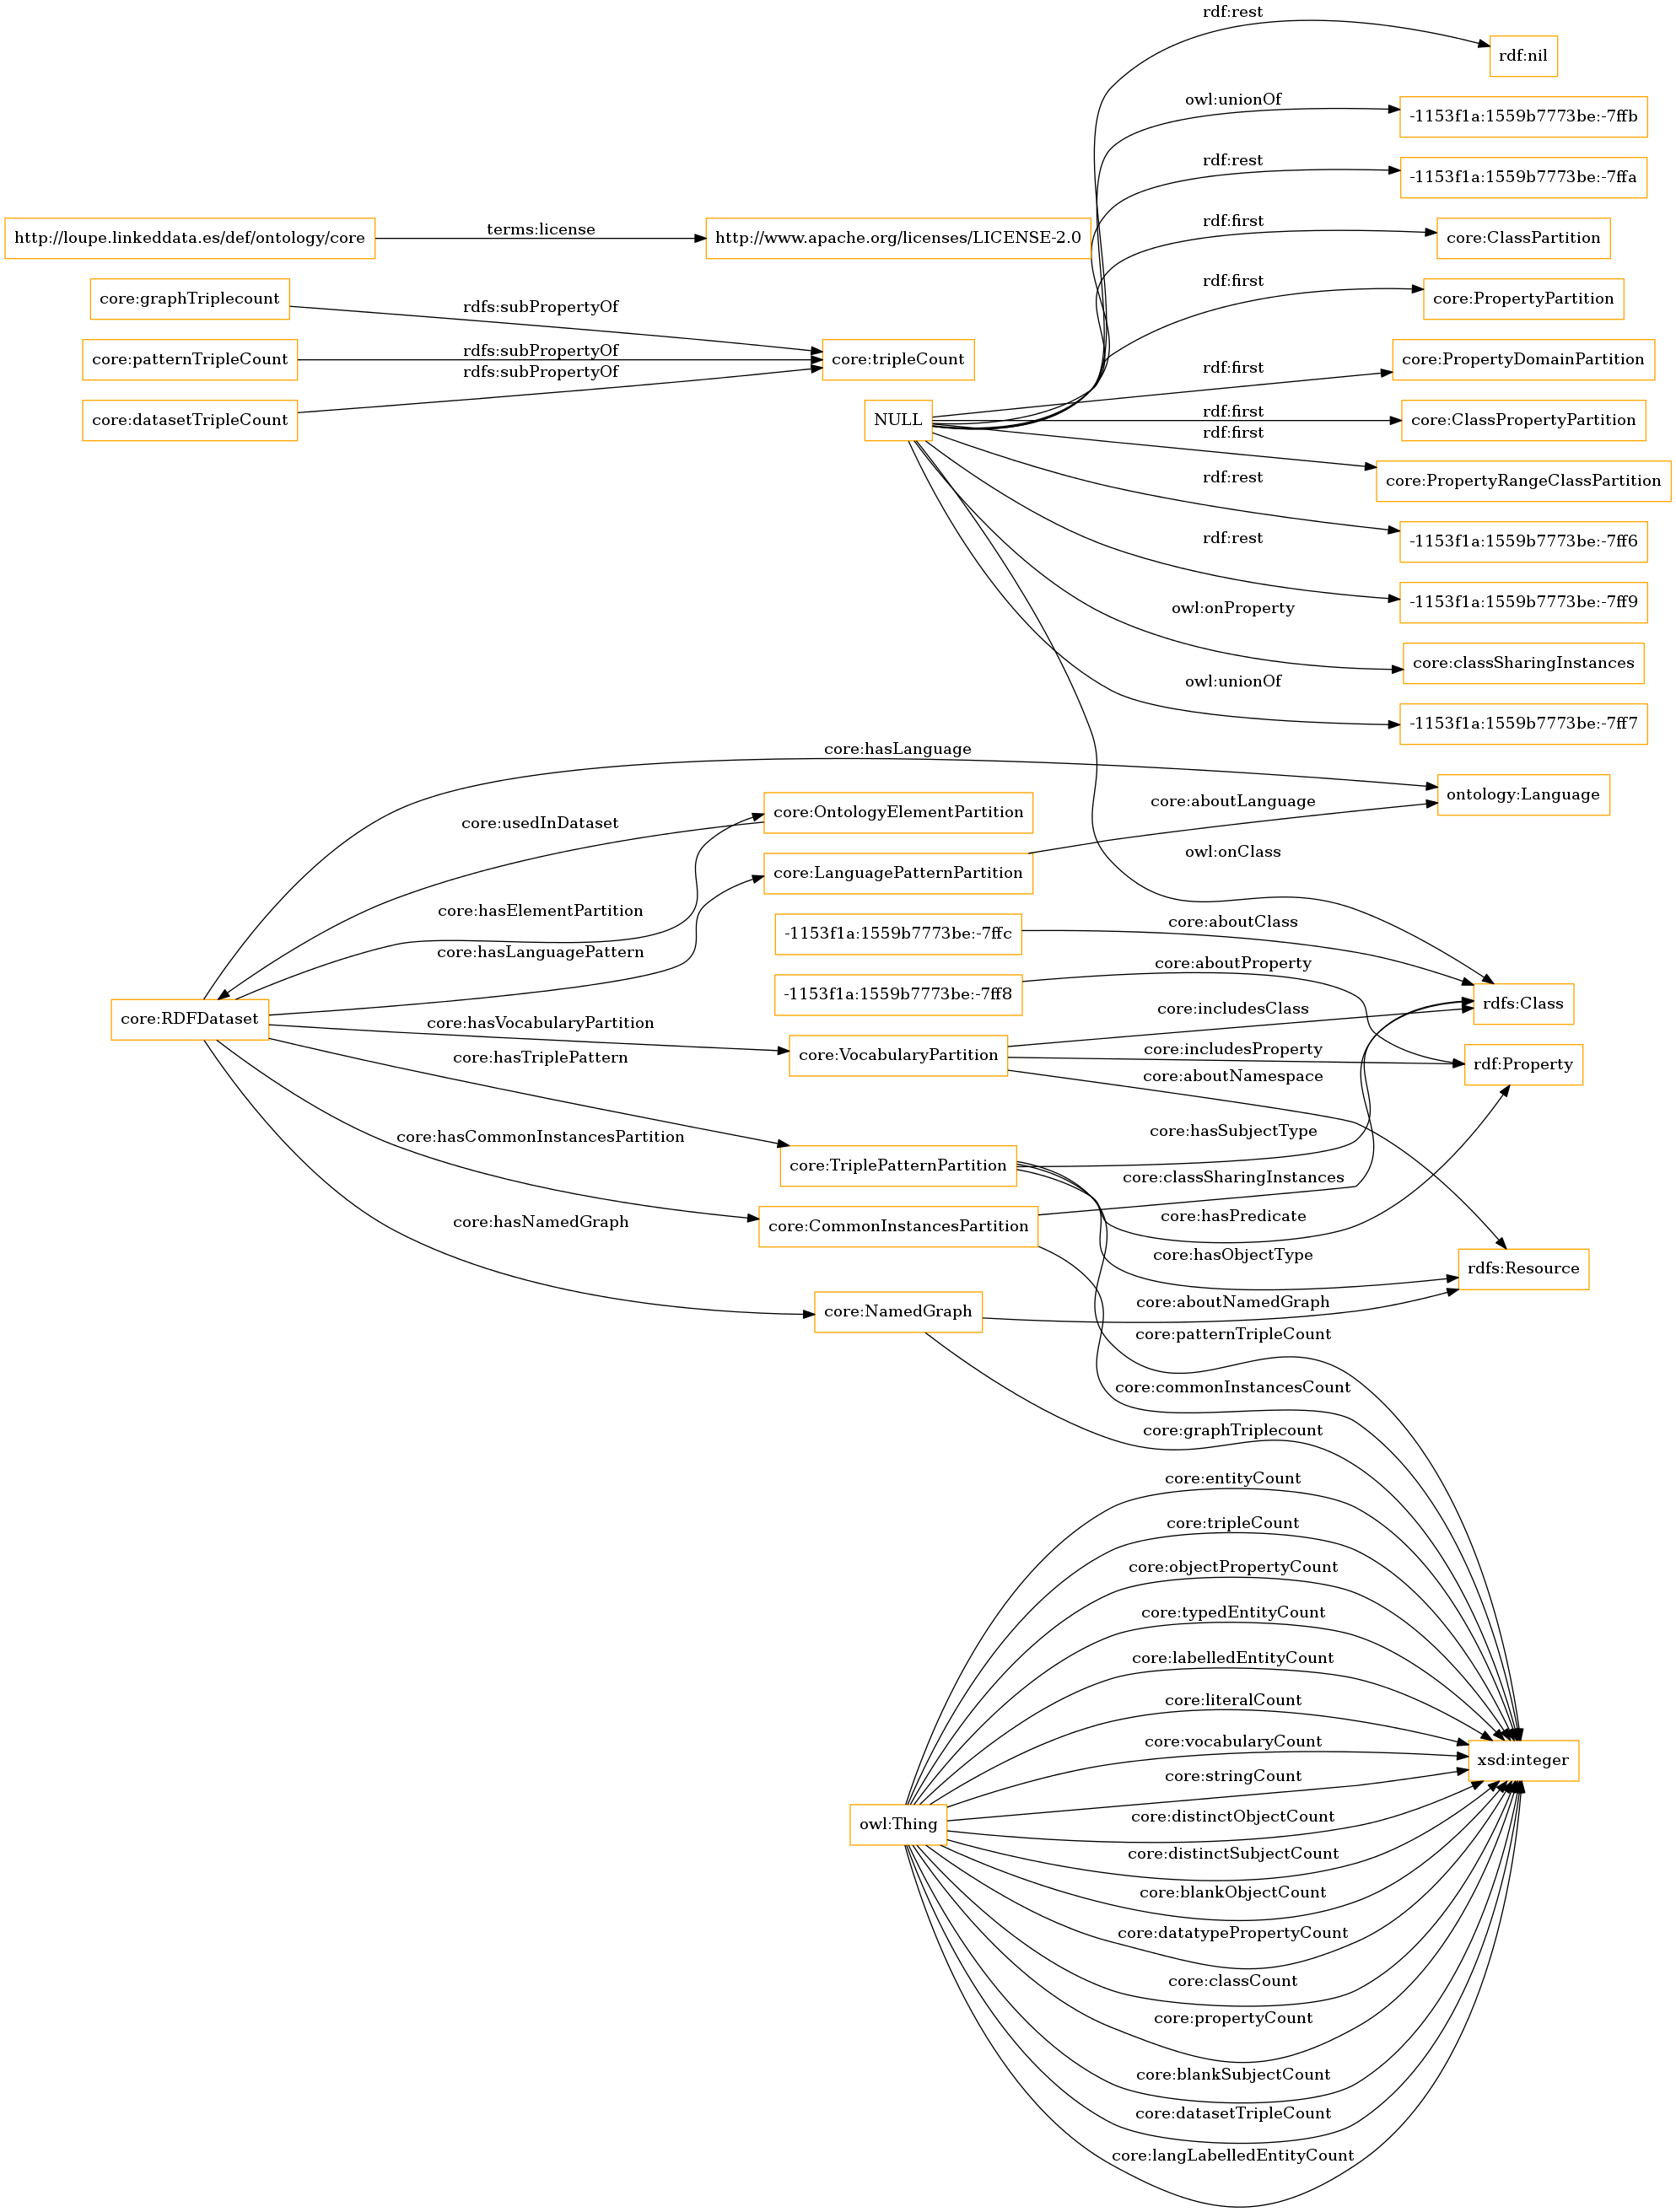 rdf:rest
rdf:nil
owl:unionOf
-1153f1a:1559b7773be:-7ffb
rdf:rest
-1153f1a:1559b7773be:-7ffa
http://loupe.linkeddata.es/def/ontology/core
terms:license
http://www.apache.org/licenses/LICENSE-2.0
rdf:first
core:ClassPartition
core:graphTriplecount
rdfs:subPropertyOf
rdf:first
core:PropertyPartition
core:patternTripleCount
rdfs:subPropertyOf
core:tripleCount
rdf:first
core:PropertyDomainPartition
core:datasetTripleCount
rdfs:subPropertyOf
NULL
rdf:first
core:ClassPropertyPartition
rdf:first
core:PropertyRangeClassPartition
rdf:rest
-1153f1a:1559b7773be:-7ff6
rdf:rest
-1153f1a:1559b7773be:-7ff9
owl:onProperty
core:classSharingInstances
owl:unionOf
-1153f1a:1559b7773be:-7ff7
core:hasLanguage
ontology:Language
core:usedInDataset
core:OntologyElementPartition
core:aboutLanguage
core:LanguagePatternPartition
owl:onClass
core:hasElementPartition
-1153f1a:1559b7773be:-7ffc
core:aboutClass
core:hasLanguagePattern
-1153f1a:1559b7773be:-7ff8
core:aboutProperty
rdfs:Class
core:RDFDataset
core:hasVocabularyPartition
core:VocabularyPartition
core:includesClass
core:includesProperty
rdf:Property
core:aboutNamespace
core:hasTriplePattern
core:hasCommonInstancesPartition
core:TriplePatternPartition
core:hasSubjectType
core:classSharingInstances
core:hasNamedGraph
core:CommonInstancesPartition
core:hasPredicate
core:hasObjectType
rdfs:Resource
core:NamedGraph
core:aboutNamedGraph
core:patternTripleCount
core:commonInstancesCount
core:graphTriplecount
core:entityCount
core:tripleCount
core:objectPropertyCount
core:typedEntityCount
core:labelledEntityCount
core:literalCount
core:vocabularyCount
xsd:integer
core:stringCount
owl:Thing
core:distinctObjectCount
core:distinctSubjectCount
core:blankObjectCount
core:datatypePropertyCount
core:classCount
core:propertyCount
core:blankSubjectCount
core:datasetTripleCount
core:langLabelledEntityCount